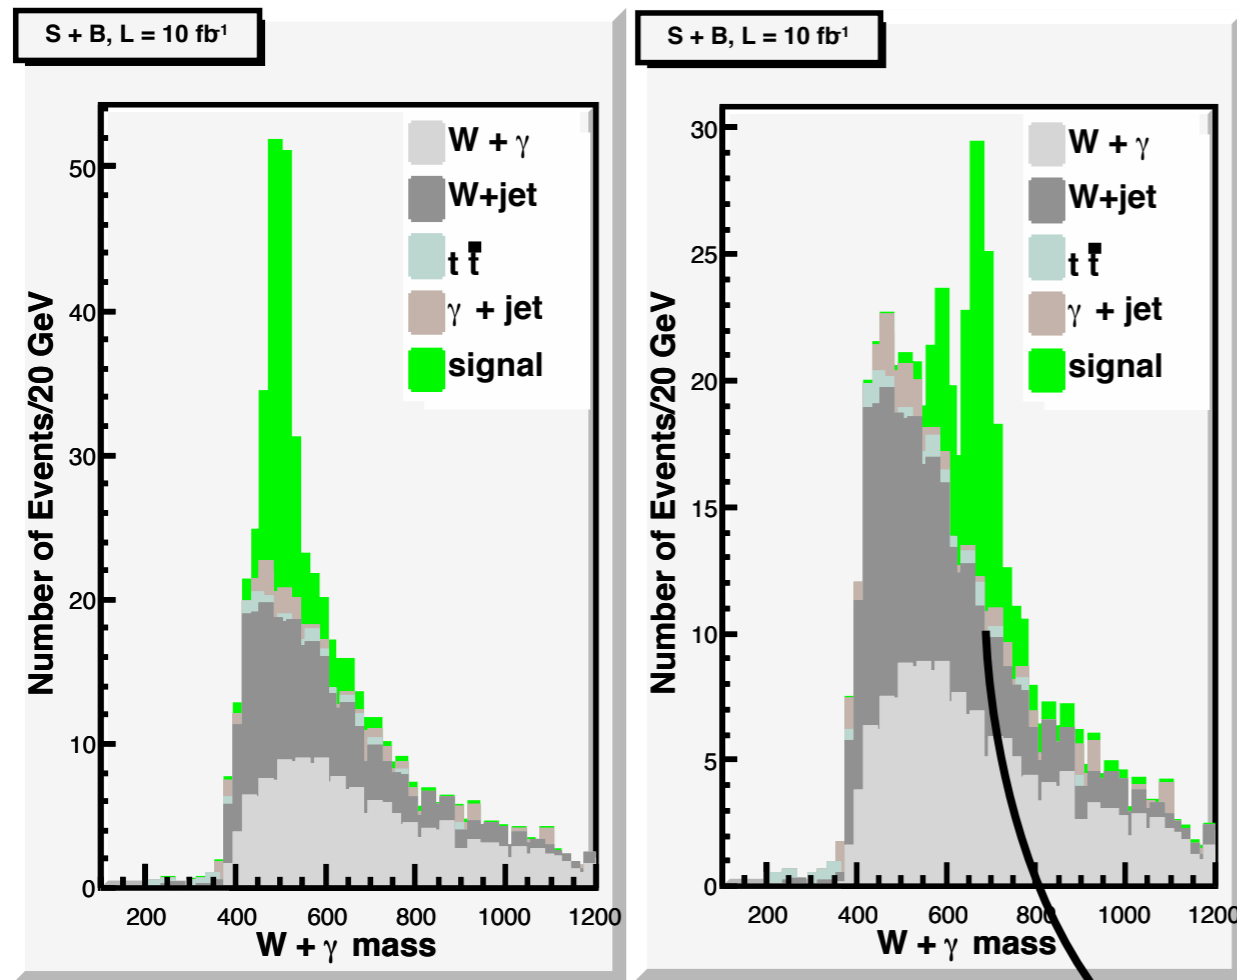 S + B, L = 10 fb-1
W + γ
W+jet
t t̄
γ + jet
signal
Number of Events/20 GeV
50
40
30
20
10
0
200 400 600 800 1000 1200
W + γ mass
S + B, L = 10 fb-1
W + γ
W+jet
t t̄
γ + jet
signal
Number of Events/20 GeV
30
25
20
15
10
5
0
200 400 600 800 1000 1200
W + γ mass